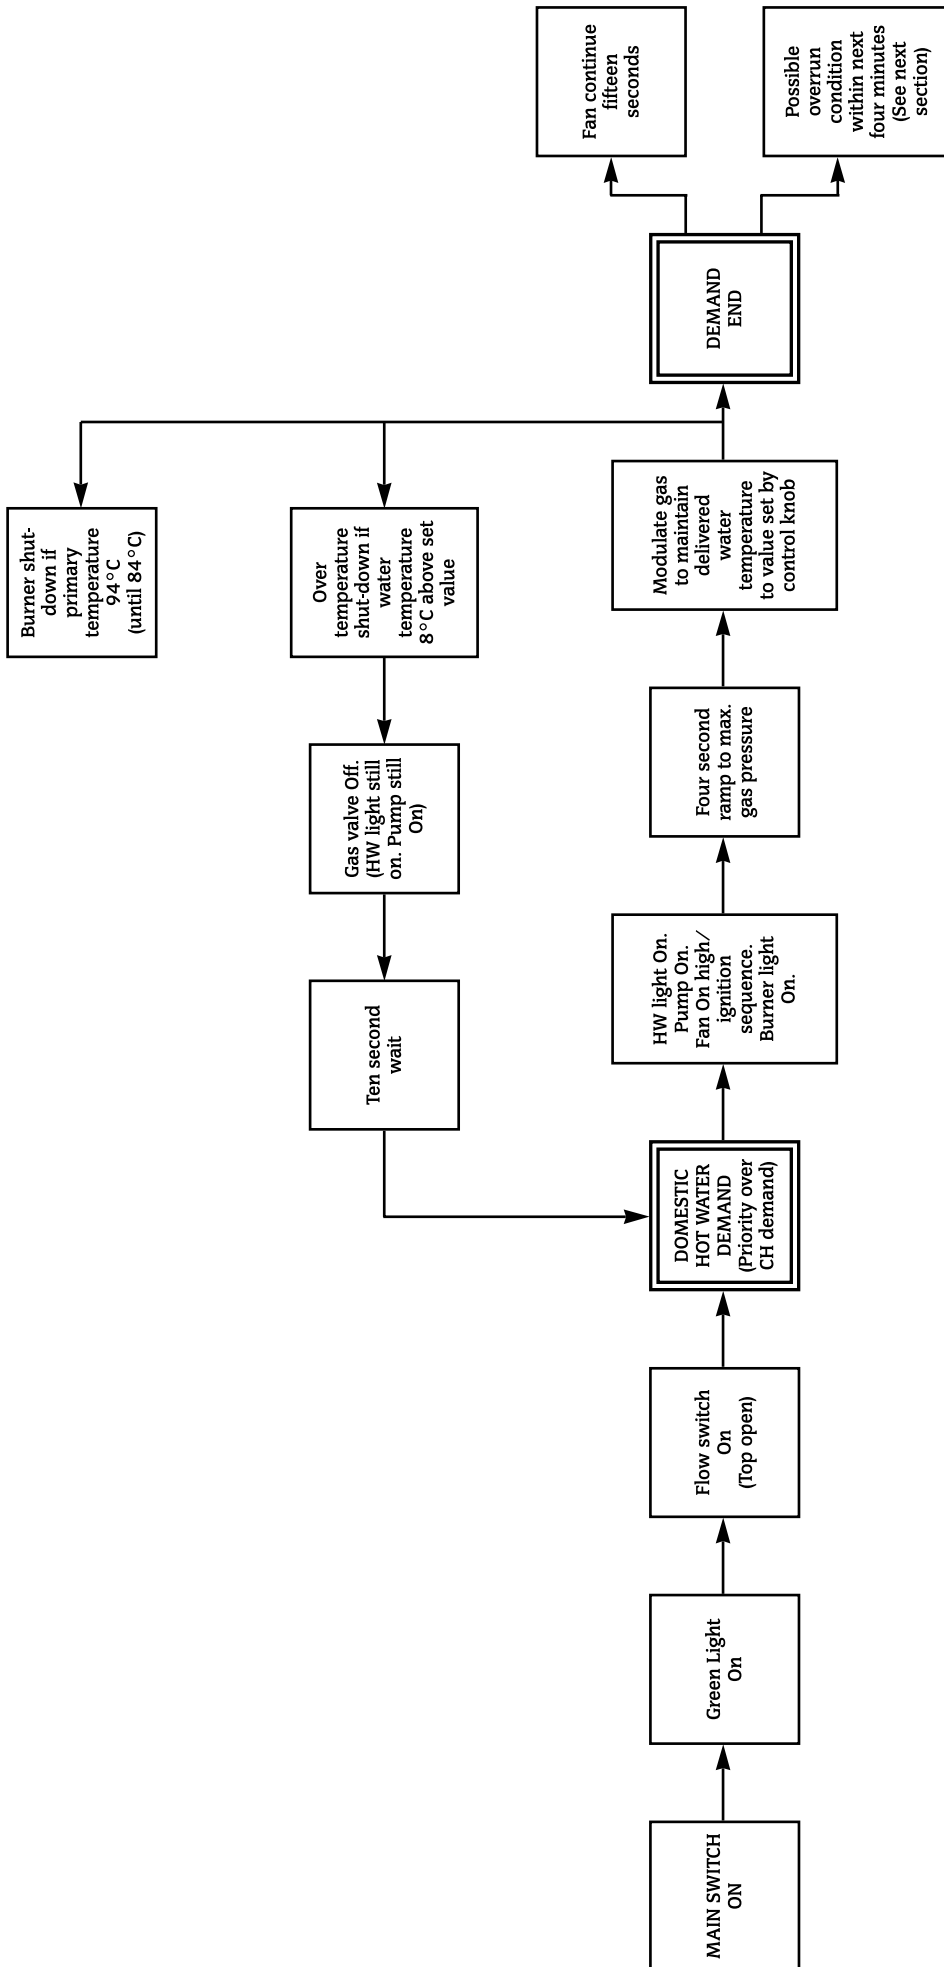 MAIN SWITCH
ON
Green Light
On
Flow switch
On
(Top open)
DOMESTIC
HOT WATER
DEMAND
(Priority over
CH demand)
HW light On.
Pump On.
Fan On high/
ignition
sequence.
Burner light
On.
Four second
ramp to max.
gas pressure
Modulate gas
to maintain
delivered
water
temperature
to value set by
control knob
Burner shut-
down if
primary
temperature
94°C
(until 84°C)
Over
temperature
shut-down if
water
temperature
8°C above set
value
Gas valve Off.
(HW light still
on. Pump still
On)
Ten second
wait
DEMAND
END
Fan continue
fifteen
seconds
Possible
overrun
condition
within next
four minutes
(See next
section)